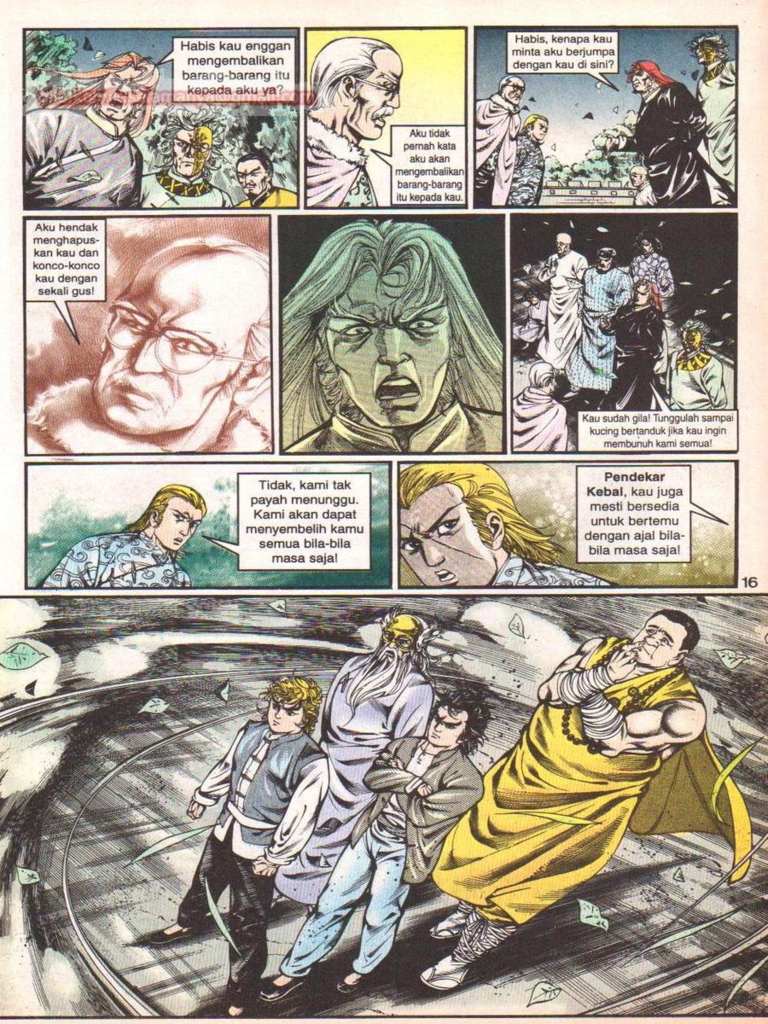 Habis kau enggan
mengembalikan
barang-barang itu
kepada aku ya?
Aku tidak
pernah kata
aku akan
mengembalikan
barang-barang
itu kepada kau.
Habis, kenapa kau
minta aku berjumpa
dengan kau di sini?
Aku hendak
menghapus-
kan kau dan
konco-konco
kau dengan
sekali gus!
Kau sudah gila! Tunggulah sampai
kucing bertanduk jika kau ingin
membunuh kami semua!
Tidak, kami tak
payah menunggu.
Kami akan dapat
menyembelih kamu
semua bila-bila
masa saja!
Pendekar
Kebal, kau juga
mesti bersedia
untuk bertemu
dengan ajal bila-
bila masa saja!
16